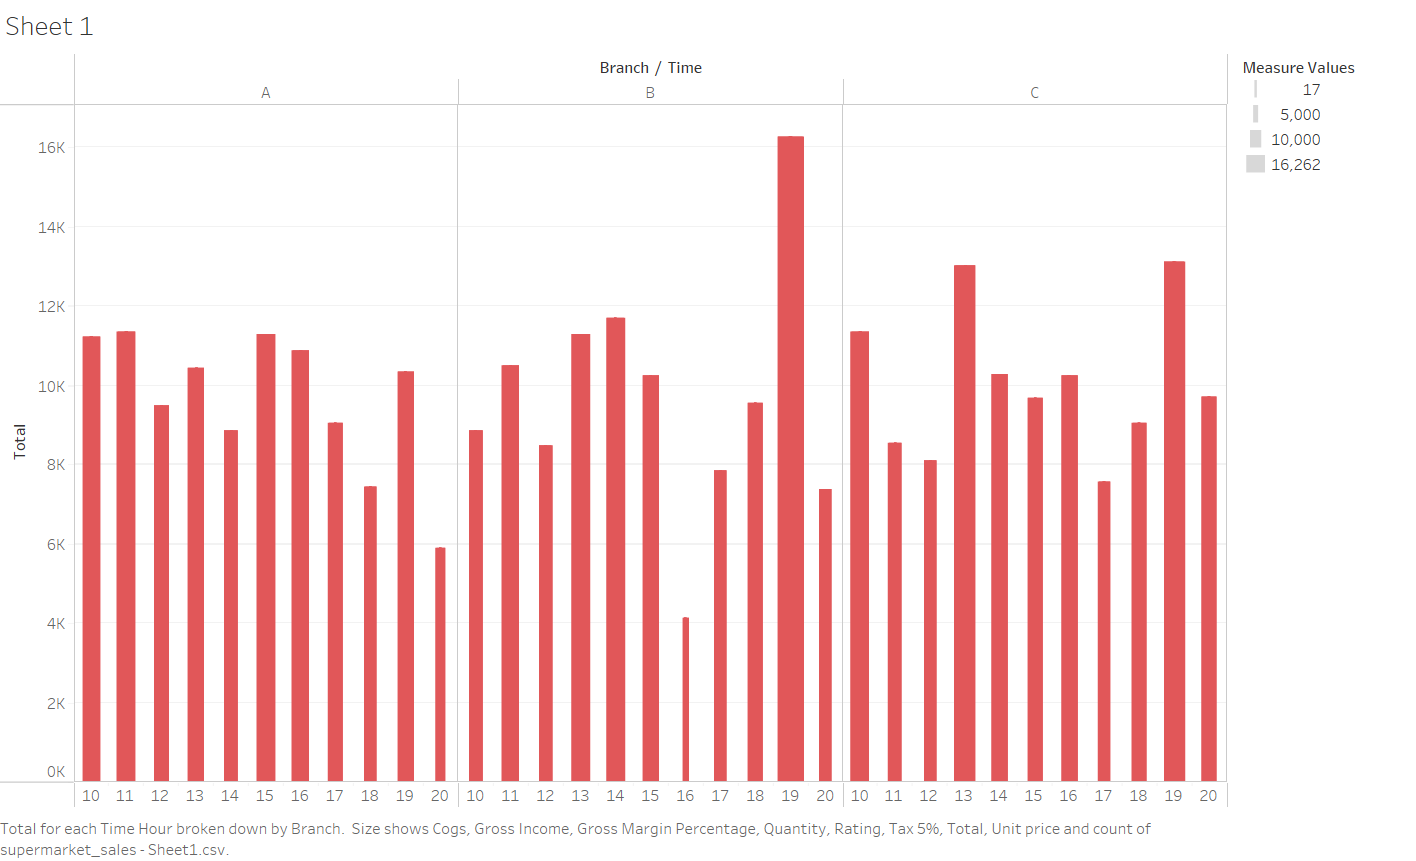 Sheet 1
Branch / Time
A B C
Measure Values
17
5,000
10,000
16,262
16K
14K
12K
10K
8K
6K
4K
2K
0K
Total
10 11 12 13 14 15 16 17 18 19 20 10 11 12 13 14 15 16 17 18 19 20 10 11 12 13 14 15 16 17 18 19 20
Total for each Time Hour broken down by Branch. Size shows Cogs, Gross Income, Gross Margin Percentage, Quantity, Rating, Tax 5%, Total, Unit price and count of
supermarket_sales - Sheet1.csv.